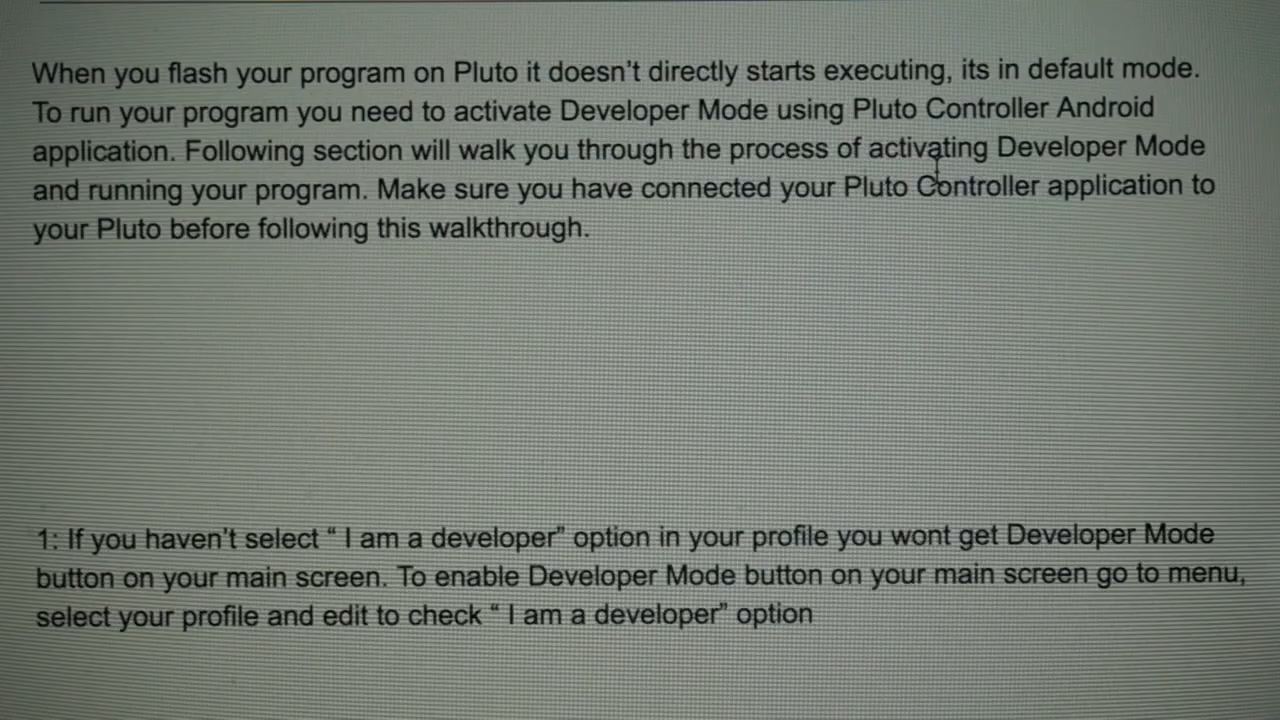 When you flash your program on Pluto it doesn't directly starts executing, its in default mode.
To run your program you need to activate Developer Mode using Pluto Controller Android
application. Following section will walk you through the process of activating Developer Mode
and running your program. Make sure you have connected your Pluto Controller application to
your Pluto before following this walkthrough.
1: If you haven't select “ I am a developer” option in your profile you wont get Developer Mode
button on your main screen. To enable Developer Mode button on your main screen go to menu,
select your profile and edit to check “ I am a developer” option